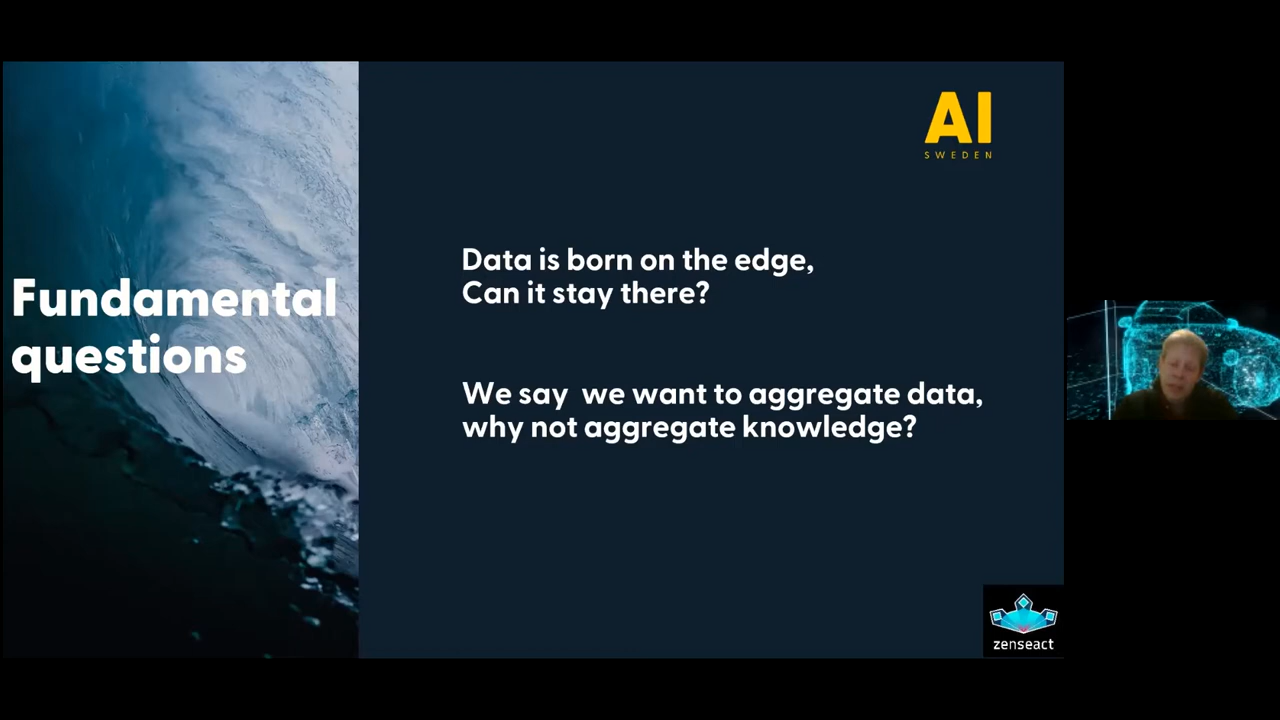 Fundamental
questions
AI
SWEDEN
Data is born on the edge,
Can it stay there?
We say  we want to aggregate data,
why not aggregate knowledge?
zenseact